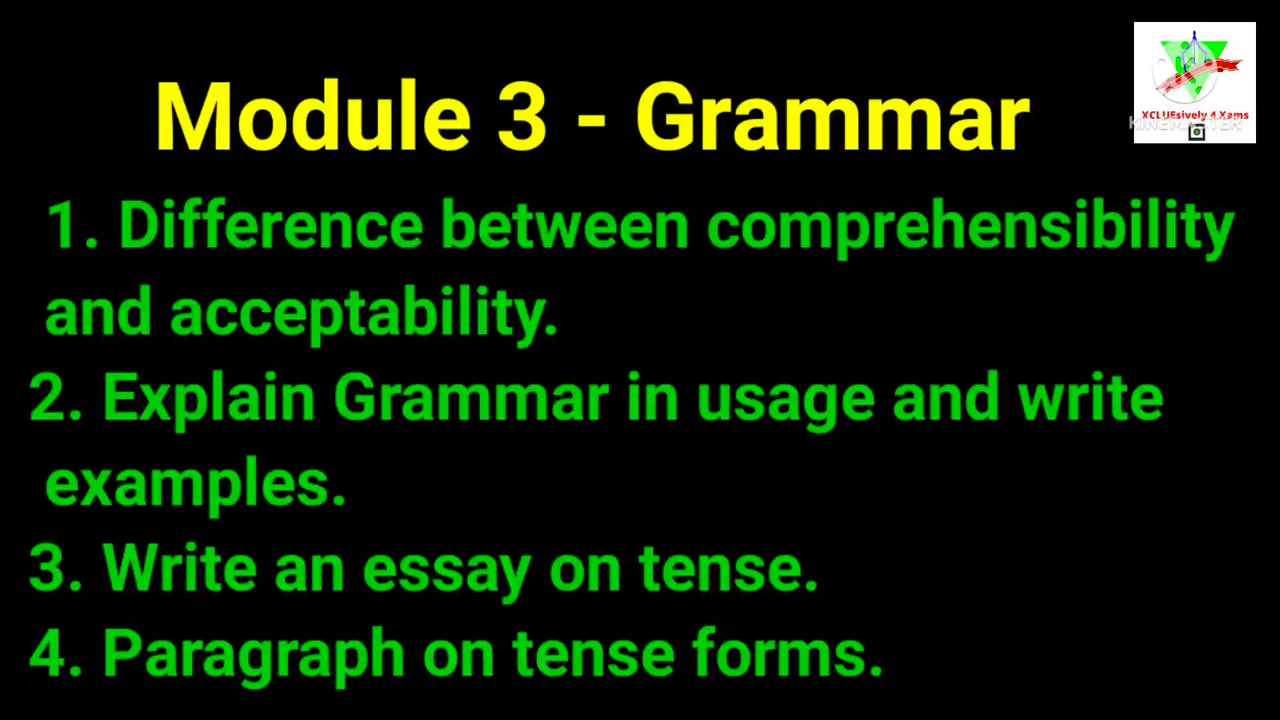 Module 3 - Grammar
XCLUEsively 4 Xams
KINEMASTER
1. Difference between comprehensibility
and acceptability.
2. Explain Grammar in usage and write
examples.
3. Write an essay on tense.
4. Paragraph on tense forms.